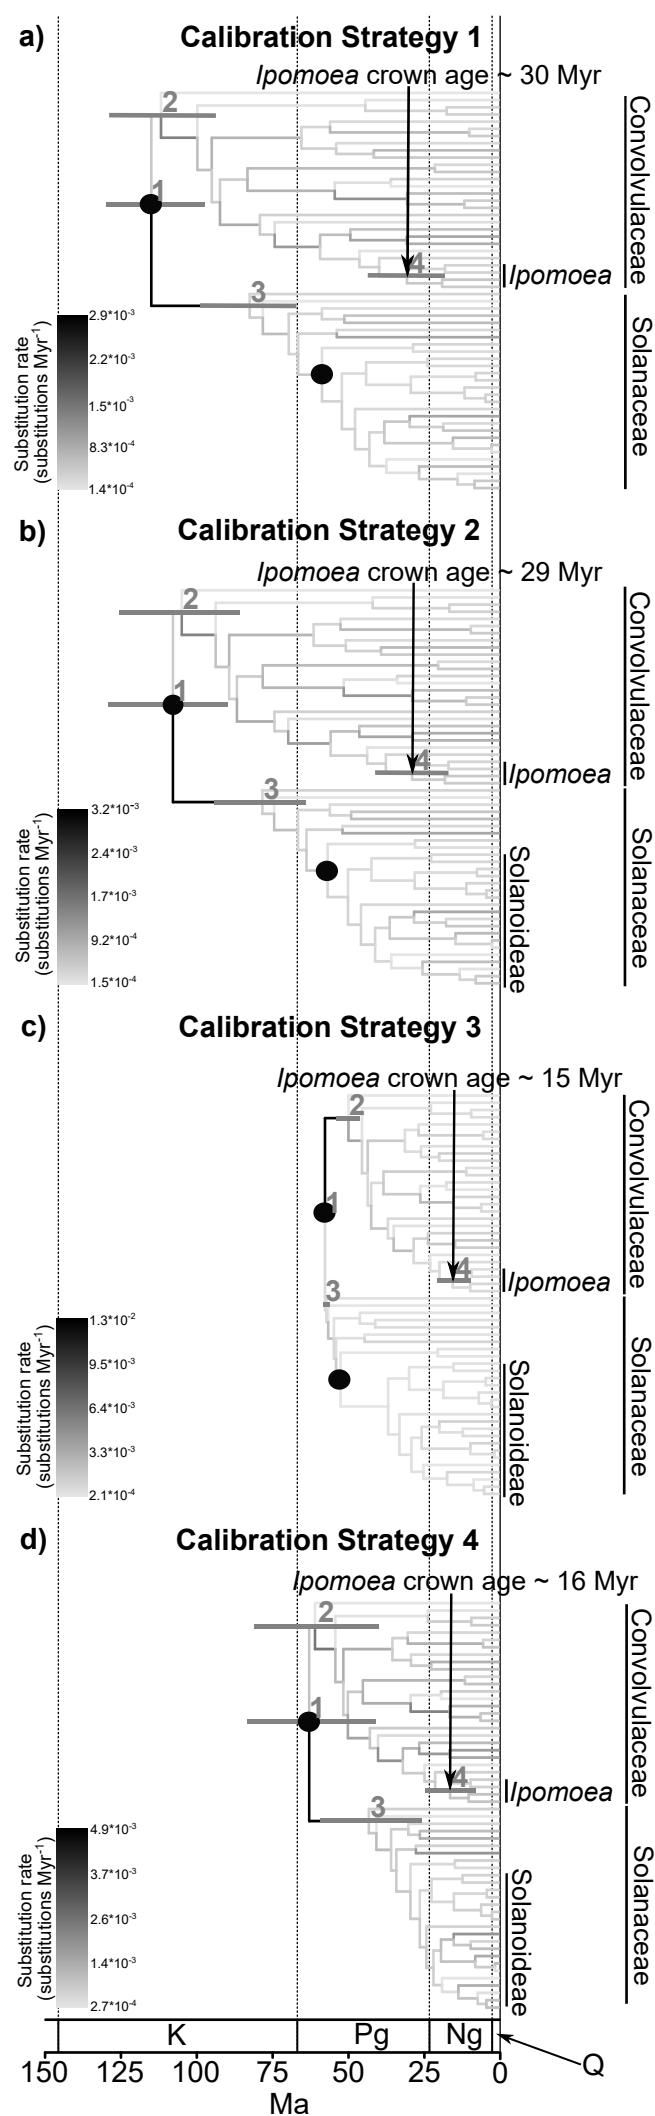 a)
Calibration Strategy 1
Ipomoea crown age ~ 30 Myr
2
1
4
3
Convolvulaceae
Ipomoea
Solanaceae
Substitution rate
(substitutions Myr-1)
2.9*10-3
2.2*10-3
1.5*10-3
8.3*10-4
1.4*10-4
b)
Calibration Strategy 2
Ipomoea crown age ~ 29 Myr
2
1
4
3
Convolvulaceae
Ipomoea
Solanaceae
Solanoideae
Substitution rate
(substitutions Myr-1)
3.2*10-3
2.4*10-3
1.7*10-3
9.2*10-4
1.5*10-4
c)
Calibration Strategy 3
Ipomoea crown age ~ 15 Myr
2
1
4
3
Convolvulaceae
Ipomoea
Solanaceae
Solanoideae
Substitution rate
(substitutions Myr-1)
1.3*10-2
9.5*10-3
6.4*10-3
3.3*10-3
2.1*10-4
d)
Calibration Strategy 4
Ipomoea crown age ~ 16 Myr
2
1
4
3
Convolvulaceae
Ipomoea
Solanaceae
Solanoideae
Substitution rate
(substitutions Myr-1)
4.9*10-3
3.7*10-3
2.6*10-3
1.4*10-3
2.7*10-4
K Pg Ng
Q
150 125 100 75 50 25 0
Ma